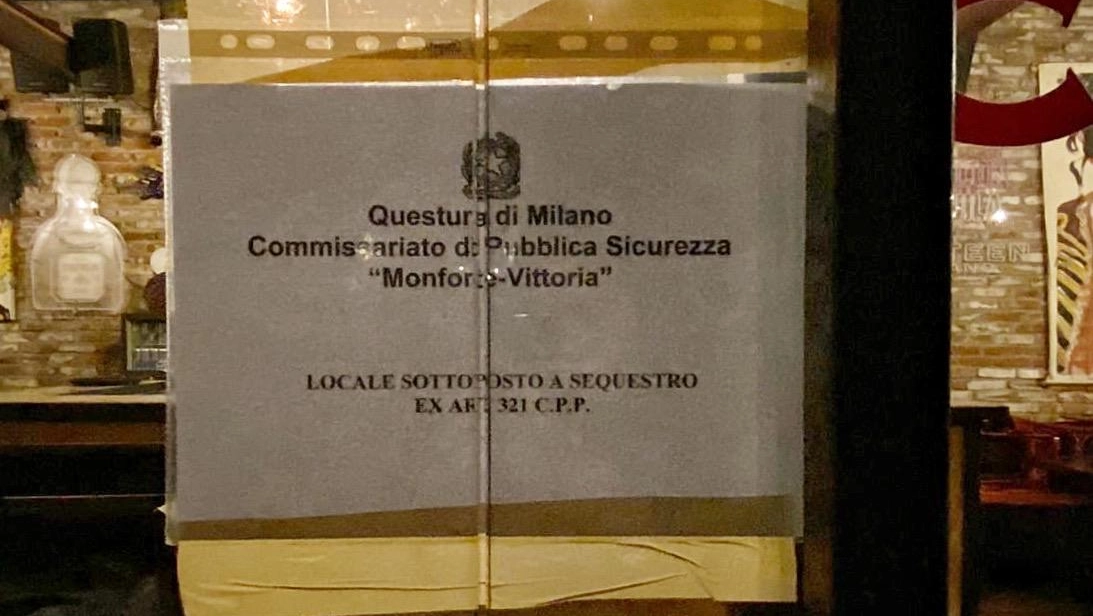 Questura di Milano
Commissariato di Pubblica Sicurezza
“Monforte-Vittoria”
LOCALE SOTTOPOSTO A SEQUESTRO
EX ART. 321 C.P.P.